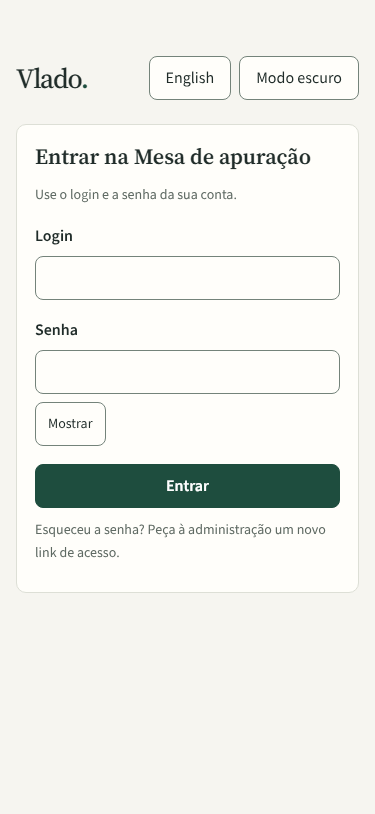 Vlado.
English
Modo escuro
Entrar na Mesa de apuração
Use o login e a senha da sua conta.
Login
Senha
Mostrar
Entrar
Esqueceu a senha? Peça à administração um novo
link de acesso.